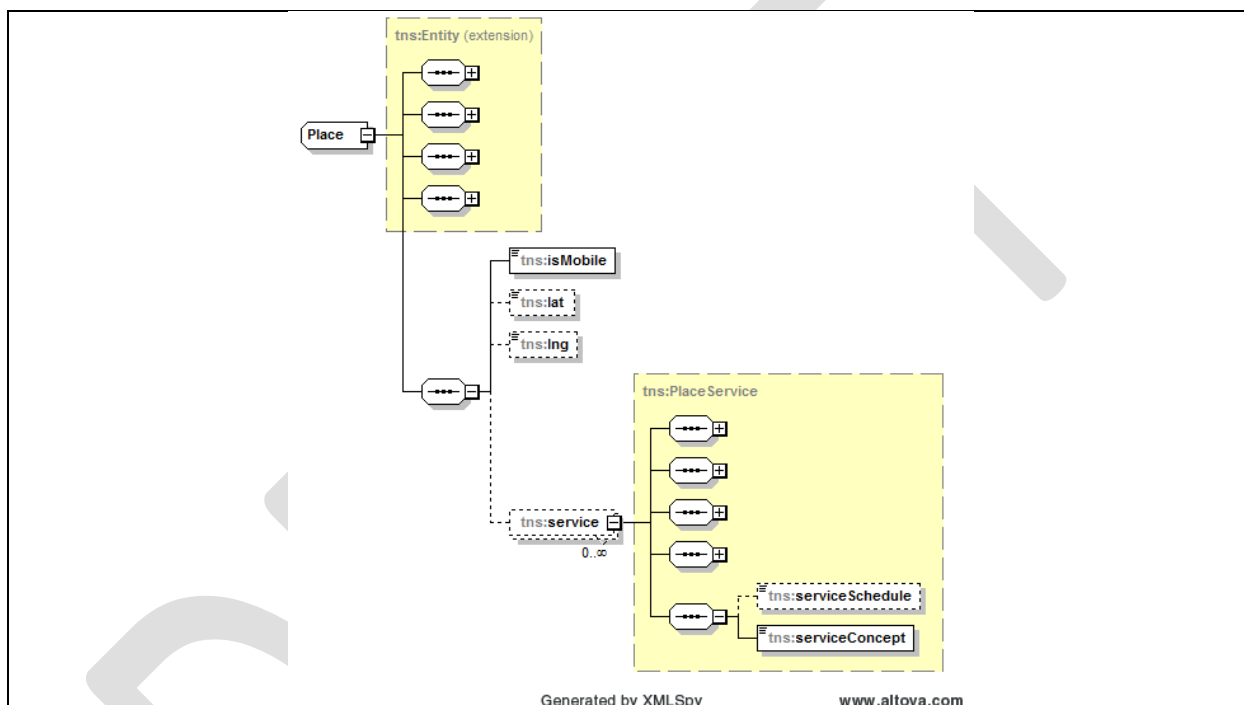 tns:Entity (extension)
Place
tns:isMobile
tns:lat
tns:lng
tns:PlaceService
tns:service
0..∞
tns:serviceSchedule
tns:serviceConcept
Generated by XMLSpy www.altova.com